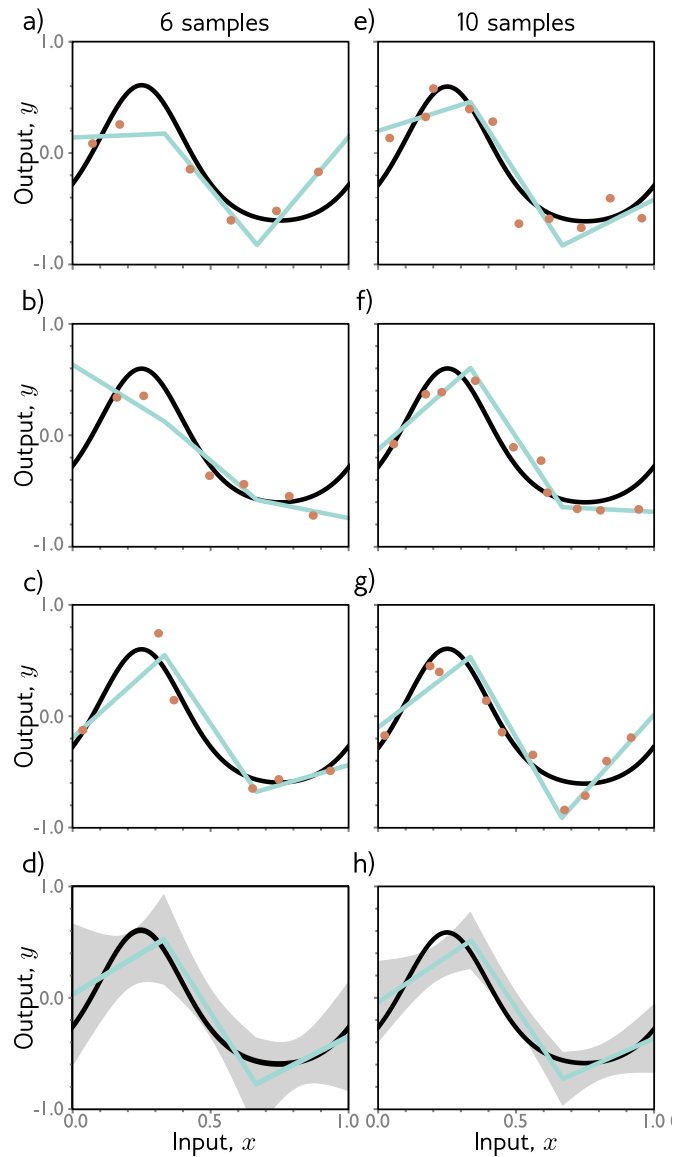 a) 6 samples e) 10 samples
1.0
0.0
-1.0
Output, y
b) f)
1.0
0.0
-1.0
Output, y
c) g)
1.0
0.0
-1.0
Output, y
d) h)
1.0
0.0
-1.0
Output, y
0.0 0.5 1.0 0.0 0.5 1.0
Input, x Input, x